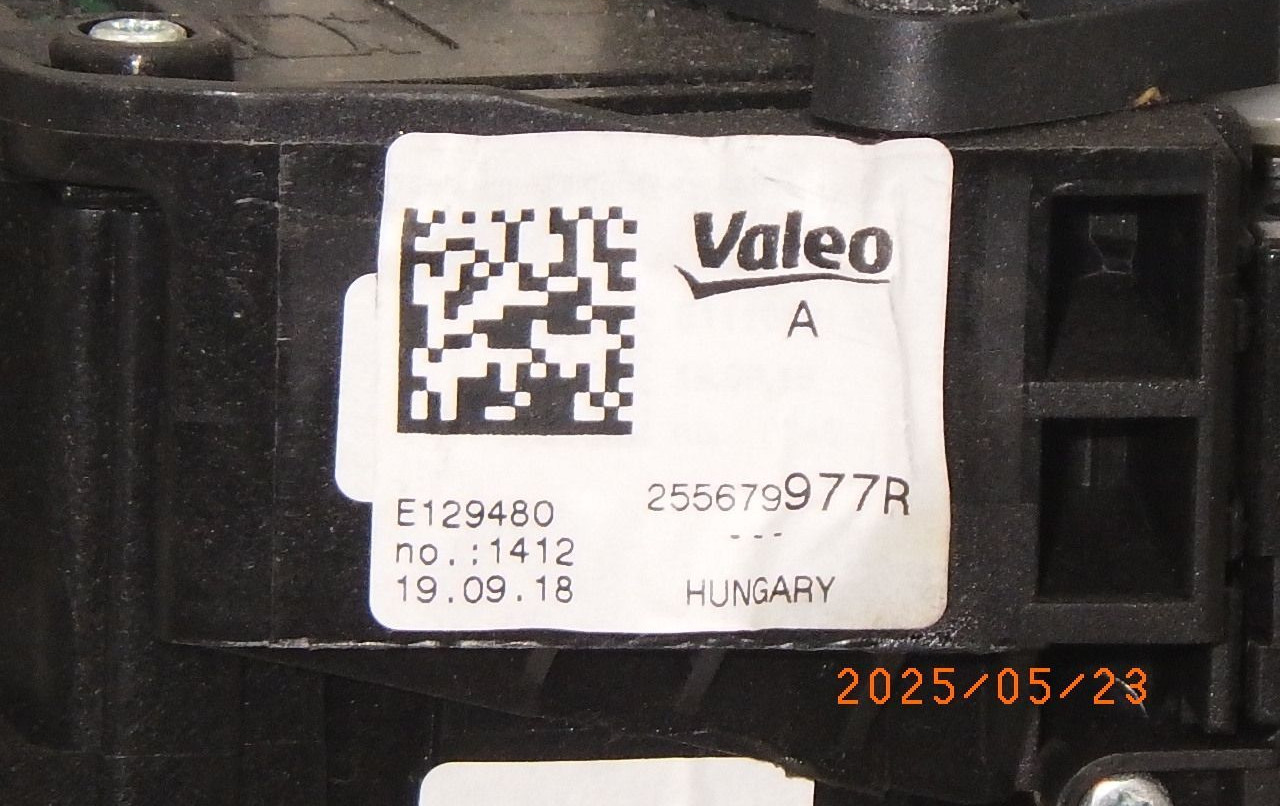 Valeo
A
255679977R
---
E129480
no.:1412
19.09.18
HUNGARY
2025/05/23